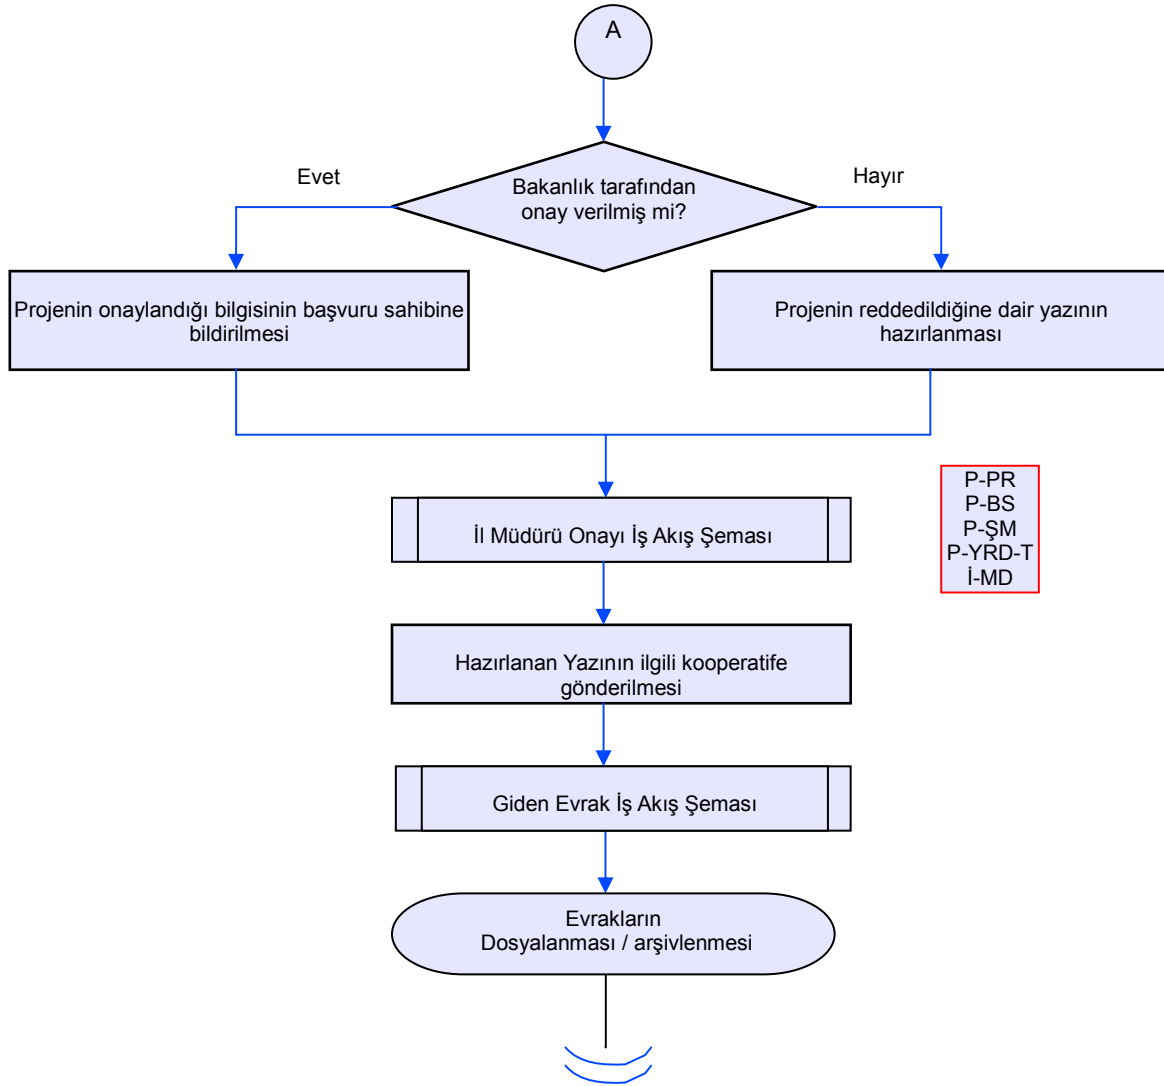 A
Bakanlık tarafından
onay verilmiş mi?
Evet
Hayır
Projenin onaylandığı bilgisinin başvuru sahibine
bildirilmesi
Projenin reddedildiğine dair yazının
hazırlanması
P-PR
P-BS
P-ŞM
P-YRD-T
İ-MD
İl Müdürü Onayı İş Akış Şeması
Hazırlanan Yazının ilgili kooperatife
gönderilmesi
Giden Evrak İş Akış Şeması
Evrakların
Dosyalanması / arşivlenmesi